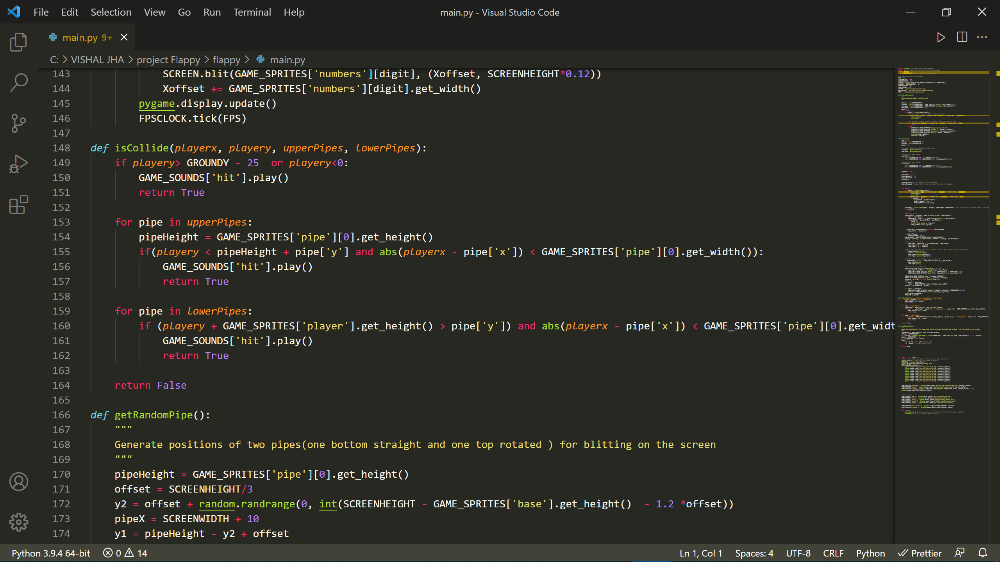 File Edit Selection View Go Run Terminal Help main.py - Visual Studio Code
main.py 9+
C: > VISHAL JHA > project Flappy > flappy > main.py
143 SCREEN.blit(GAME_SPRITES['numbers'][digit], (Xoffset, SCREENHEIGHT*0.12))
144 Xoffset += GAME_SPRITES['numbers'][digit].get_width()
145 pygame.display.update()
146 FPSCLOCK.tick(FPS)
147
148 def isCollide(playerx, playery, upperPipes, lowerPipes):
149 if playery> GROUNDY - 25  or playery<0:
150 GAME_SOUNDS['hit'].play()
151 return True
152
153 for pipe in upperPipes:
154 pipeHeight = GAME_SPRITES['pipe'][0].get_height()
155 if(playery < pipeHeight + pipe['y'] and abs(playerx - pipe['x']) < GAME_SPRITES['pipe'][0].get_width()):
156 GAME_SOUNDS['hit'].play()
157 return True
158
159 for pipe in lowerPipes:
160 if (playery + GAME_SPRITES['player'].get_height() > pipe['y']) and abs(playerx - pipe['x']) < GAME_SPRITES['pipe'][0].get_widt
161 GAME_SOUNDS['hit'].play()
162 return True
163
164 return False
165
166 def getRandomPipe():
167 """
168 Generate positions of two pipes(one bottom straight and one top rotated ) for blitting on the screen
169 """
170 pipeHeight = GAME_SPRITES['pipe'][0].get_height()
171 offset = SCREENHEIGHT/3
172 y2 = offset + random.randrange(0, int(SCREENHEIGHT - GAME_SPRITES['base'].get_height()  - 1.2 *offset))
173 pipeX = SCREENWIDTH + 10
174 y1 = pipeHeight - y2 + offset
Python 3.9.4 64-bit 0 14 Ln 1, Col 1 Spaces: 4 UTF-8 CRLF Python Prettier